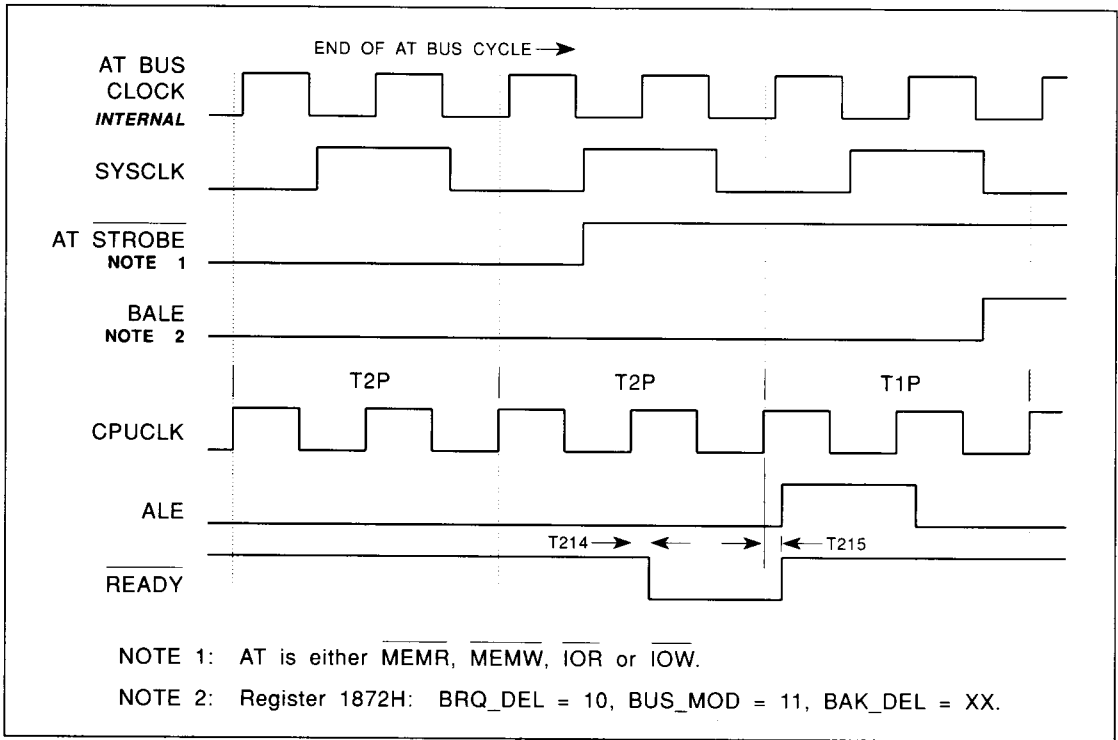 END OF AT BUS CYCLE
AT BUS
CLOCK
INTERNAL
SYSCLK
AT STROBE
NOTE 1
BALE
NOTE 2
T2P T2P T1P
CPUCLK
ALE
T214 T215
READY
NOTE 1: AT is either MEMR, MEMW, IOR or IOW.
NOTE 2: Register 1872H: BRQ_DEL = 10, BUS_MOD = 11, BAK_DEL = XX.